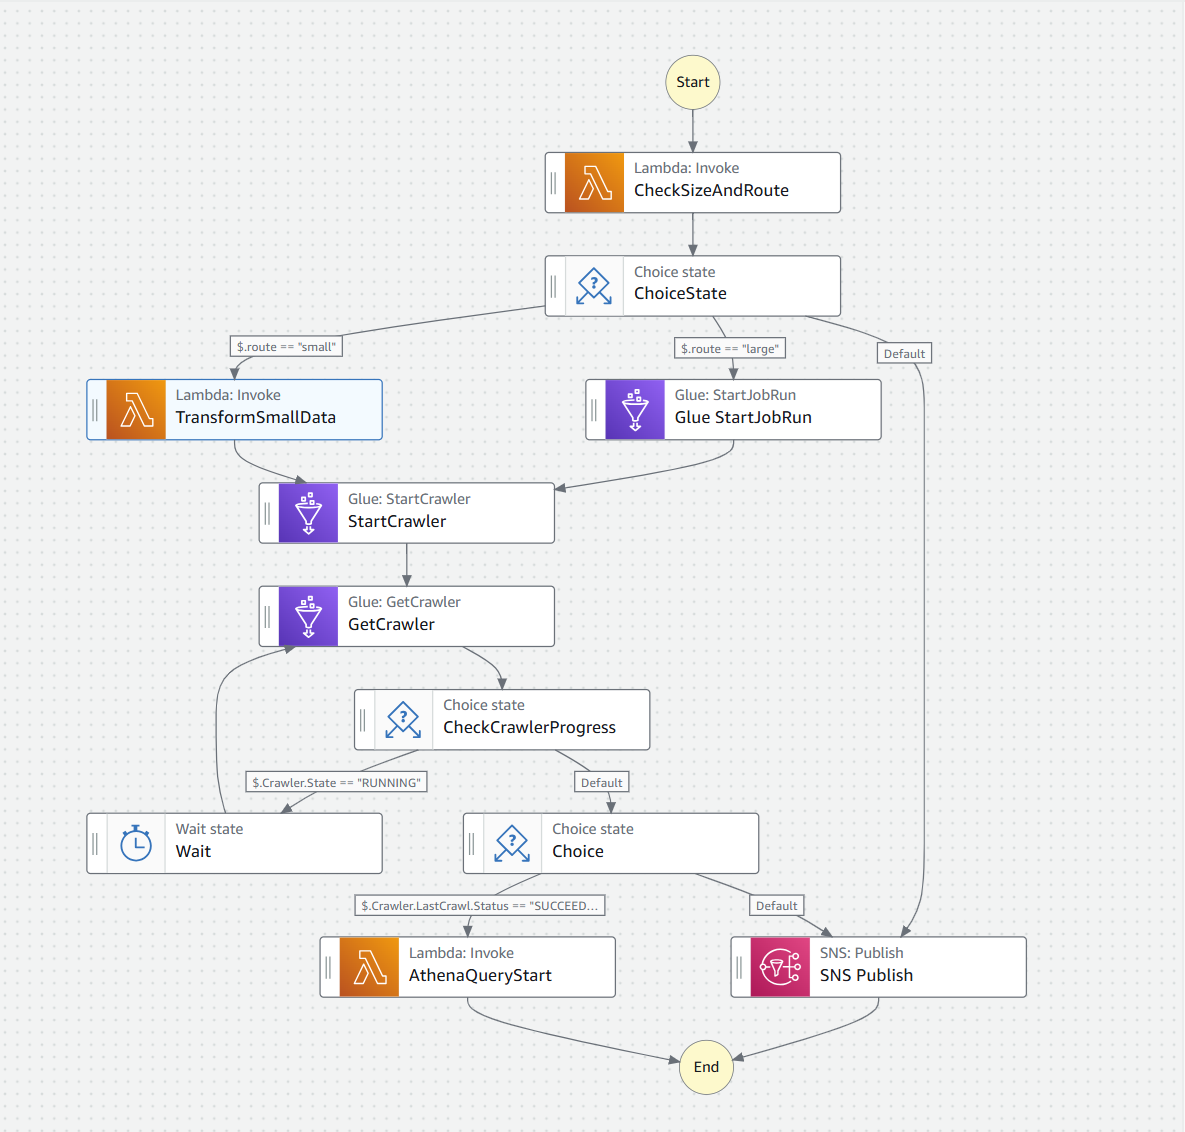 Start
Lambda: Invoke
CheckSizeAndRoute
Choice state
ChoiceState
$.route == "small"
$.route == "large"
Default
Lambda: Invoke
TransformSmallData
Glue: StartJobRun
Glue StartJobRun
Glue: StartCrawler
StartCrawler
Glue: GetCrawler
GetCrawler
Choice state
CheckCrawlerProgress
$.Crawler.State == "RUNNING"
Default
Wait state
Wait
Choice state
Choice
$.Crawler.LastCrawl.Status == "SUCCEED...
Default
Lambda: Invoke
AthenaQueryStart
SNS: Publish
SNS Publish
End